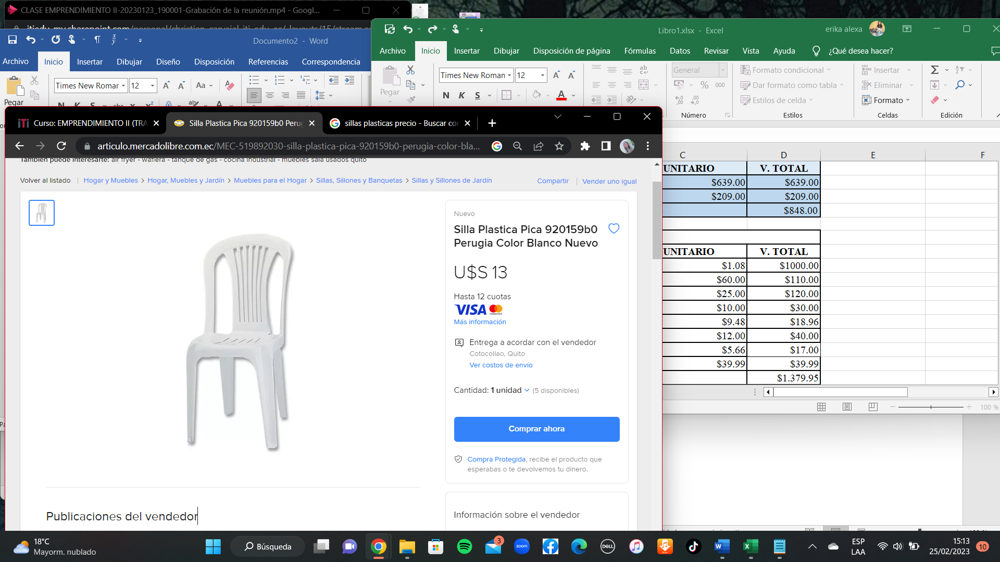 CLASE EMPRENDIMIENTO II-20230123_190001-Grabación de la reunión.mp4 - Googl...
Documento2 - Word
Archivo Inicio Insertar Dibujar Diseño Disposición Referencias Correspondencia
Times New Roman 12 Aa
Pegar
Libro1.xlsx - Excel
erika alexa
Archivo Inicio Insertar Dibujar Disposición de página Fórmulas Datos Revisar Vista Ayuda ¿Qué desea hacer?
Pegar
Times New Roman 12
N K S
General
% 000
Número
Formato condicional
Dar formato como tabla
Estilos de celda
Estilos
Insertar
Eliminar
Formato
Celdas
Edición
Curso: EMPRENDIMIENTO II (TRA
Silla Plastica Pica 920159b0 Perug
sillas plasticas precio - Buscar co
articulo.mercadolibre.com.ec/MEC-519892030-silla-plastica-pica-920159b0-perugia-color-bla...
También puede interesarte: air fryer - waflera - tanque de gas - cocina industrial - muebles sala usados quito
Volver al listado | Hogar y Muebles > Hogar, Muebles y Jardín > Muebles para el Hogar > Sillas, Sillones y Banquetas > Sillas y Sillones de Jardín
Compartir | Vender uno igual
Nuevo
Silla Plastica Pica 920159b0
Perugia Color Blanco Nuevo
U$S 13
Hasta 12 cuotas
VISA mastercard
Más información
Entrega a acordar con el vendedor
Cotocollao, Quito
Ver costos de envío
Cantidad: 1 unidad (5 disponibles)
Comprar ahora
Compra Protegida, recibe el producto que
esperabas o te devolvemos tu dinero.
Publicaciones del vendedor
Información sobre el vendedor
C D E F
UNITARIO V. TOTAL
$639.00 $639.00
$209.00 $209.00
$848.00
UNITARIO V. TOTAL
$1.08 $1000.00
$60.00 $110.00
$25.00 $120.00
$10.00 $30.00
$9.48 $18.96
$12.00 $40.00
$5.66 $17.00
$39.99 $39.99
$1.379.95
100 %
18°C
Mayorm. nublado
Búsqueda
3
zoom
DELL
ESP
LAA
15:13
25/02/2023
10